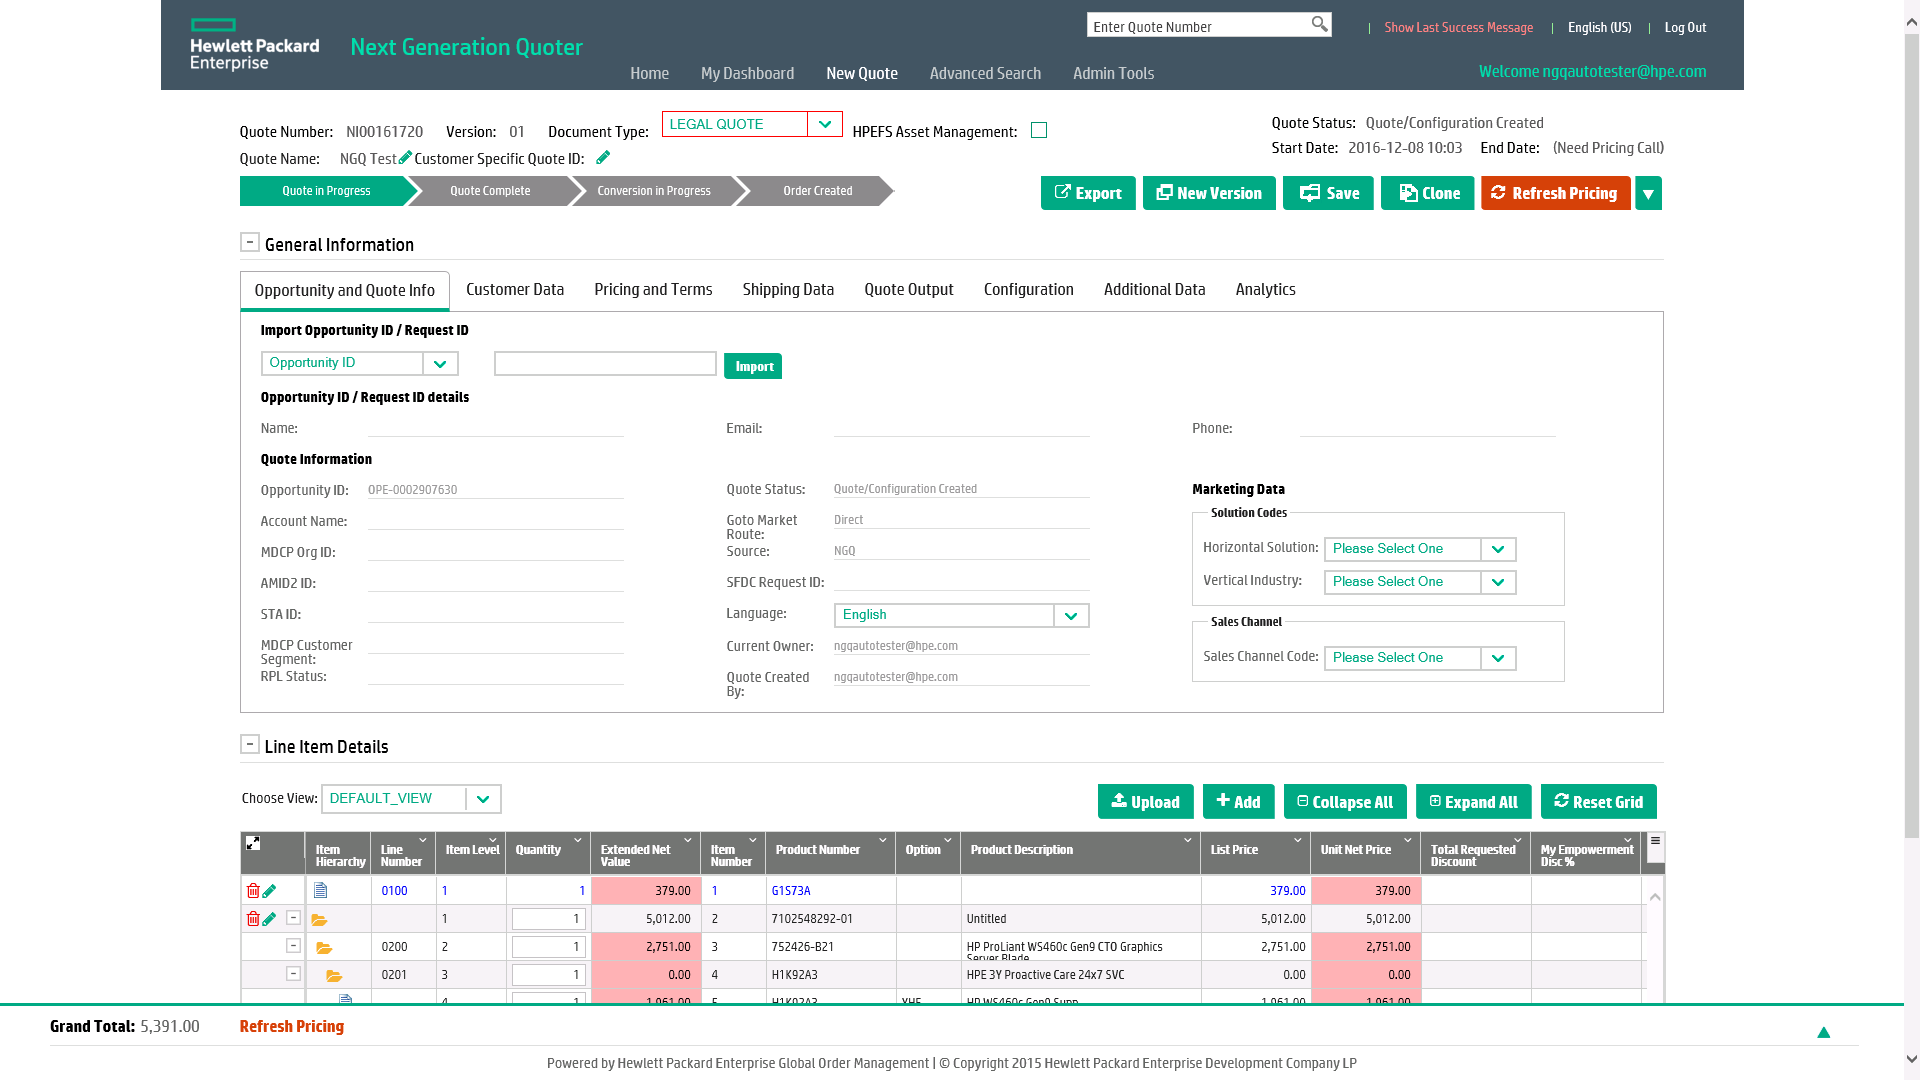 Hewlett Packard
Enterprise
Next Generation Quoter
Enter Quote Number
Show Last Success Message
English (US)
Log Out
Home My Dashboard New Quote Advanced Search Admin Tools
Welcome ngqautotester@hpe.com
Quote Number: NI00161720 Version: 01 Document Type: LEGAL QUOTE HPEFS Asset Management:
Quote Status: Quote/Configuration Created
Start Date: 2016-12-08 10:03 End Date: (Need Pricing Call)
Quote Name: NGQ Test Customer Specific Quote ID:
Quote in Progress Quote Complete Conversion in Progress Order Created
Export New Version Save Clone Refresh Pricing
General Information
Opportunity and Quote Info Customer Data Pricing and Terms Shipping Data Quote Output Configuration Additional Data Analytics
Import Opportunity ID / Request ID
Opportunity ID Import
Opportunity ID / Request ID details
Name: Email: Phone:
Quote Information
Opportunity ID: OPE-0002907630
Account Name:
MDCP Org ID:
AMID2 ID:
STA ID:
MDCP Customer
Segment:
RPL Status:
Quote Status: Quote/Configuration Created
Goto Market
Route: Direct
Source: NGQ
SFDC Request ID:
Language: English
Current Owner: ngqautotester@hpe.com
Quote Created
By: ngqautotester@hpe.com
Marketing Data
Solution Codes
Horizontal Solution: Please Select One
Vertical Industry: Please Select One
Sales Channel
Sales Channel Code: Please Select One
Line Item Details
Choose View: DEFAULT_VIEW
Upload Add Collapse All Expand All Reset Grid
Item Hierarchy Line Number Item Level Quantity Extended Net Value Item Number Product Number Option Product Description List Price Unit Net Price Total Requested Discount My Empowerment Disc %
0100 1 1 379.00 1 G1S73A 379.00 379.00
1 1 5,012.00 2 7102548292-01 Untitled 5,012.00 5,012.00
0200 2 1 2,751.00 3 752426-B21 HP ProLiant WS460c Gen9 CTO Graphics Server Blade 2,751.00 2,751.00
0201 3 1 0.00 4 H1K92A3 HPE 3Y Proactive Care 24x7 SVC 0.00 0.00
4 1 1,061.00 5 H1K92A3 HP WS460c Gen9 Supp 1,061.00 1,061.00
Grand Total: 5,391.00 Refresh Pricing
Powered by Hewlett Packard Enterprise Global Order Management | © Copyright 2015 Hewlett Packard Enterprise Development Company LP